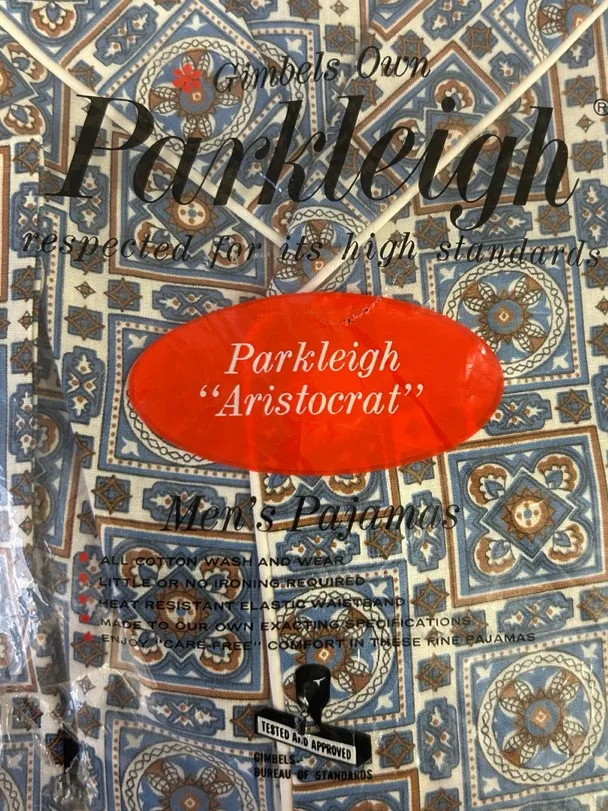 * Gimbels Own
Parkleigh ®
respected for its high standards
Parkleigh
“Aristocrat”
Men's Pajamas
ALL COTTON WASH AND WEAR
LITTLE OR NO IRONING REQUIRED
HEAT RESISTANT ELASTIC WAISTBAND
MADE TO OUR OWN EXACTING SPECIFICATIONS
ENJOY "CARE-FREE" COMFORT IN THESE FINE PAJAMAS
TESTED AND APPROVED
GIMBELS
BUREAU OF STANDARDS